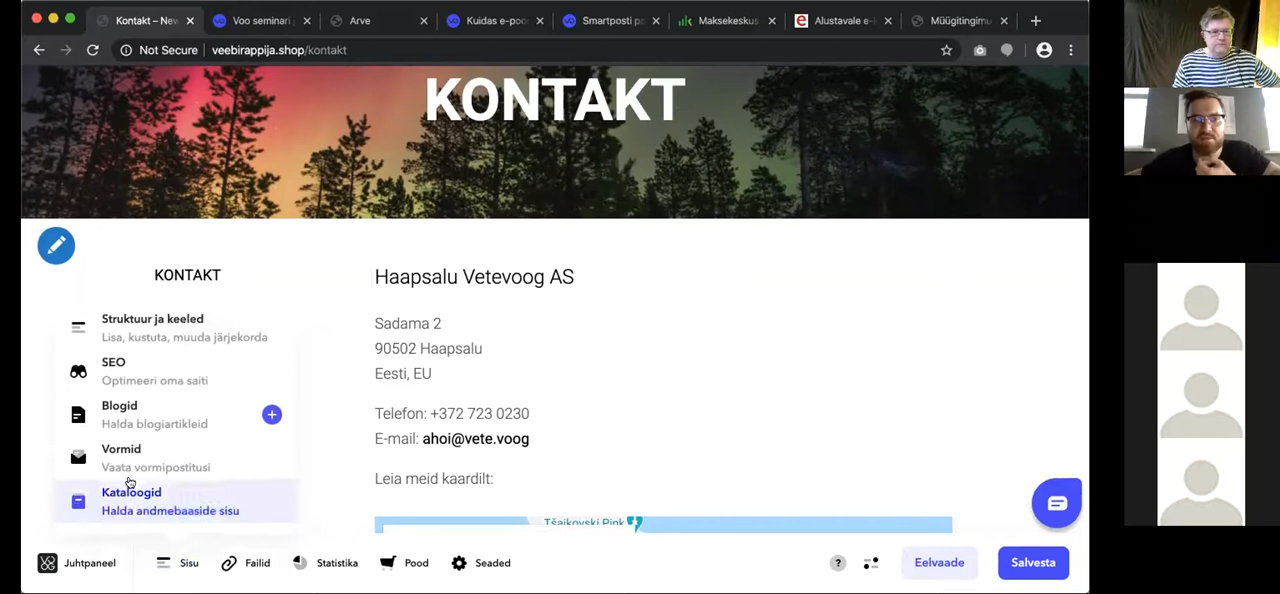 Kontakt – New
Voo seminari
Arve
Kuidas e-poo
Smartposti p
Maksekeskus
Alustavale e-
Müügitingimu
Not Secure
veebirappija.shop/kontakt
KONTAKT
KONTAKT
Struktuur ja keeled
Lisa, kustuta, muuda järjekorda
SEO
Optimeeri oma saiti
Blogid
Halda blogiartikleid
Vormid
Vaata vormipostitusi
Kataloogid
Halda andmebaaside sisu
Haapsalu Vetevoog AS
Sadama 2
90502 Haapsalu
Eesti, EU
Telefon: +372 723 0230
E-mail: ahoi@vete.voog
Leia meid kaardilt:
Tšaikovski Pink
Juhtpaneel
Sisu
Failid
Statistika
Pood
Seaded
?
Eelvaade
Salvesta